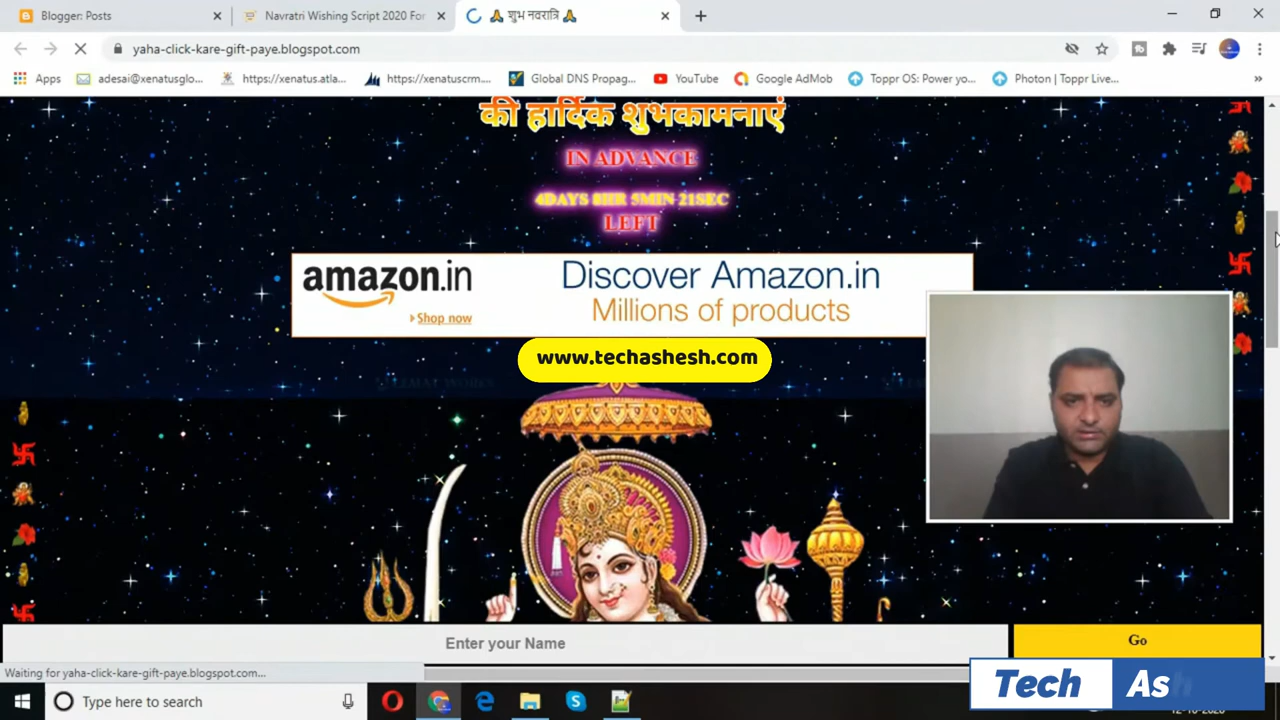 Blogger: Posts
Navratri Wishing Script 2020 For
🙏 शुभ नवरात्रि 🙏
yaha-click-kare-gift-paye.blogspot.com
Apps
adesai@xenatusglo...
https://xenatus.atla...
https://xenatuscrm....
Global DNS Propag...
YouTube
Google AdMob
Toppr OS: Power yo...
Photon | Toppr Live...
की हार्दिक शुभकामनाएं
IN ADVANCE
4DAYS 8HR 5MIN 21SEC
LEFT
amazon.in
Shop now
Discover Amazon.in
Millions of products
www.techashesh.com
Enter your Name
Go
Waiting for yaha-click-kare-gift-paye.blogspot.com...
Type here to search
Tech Ash